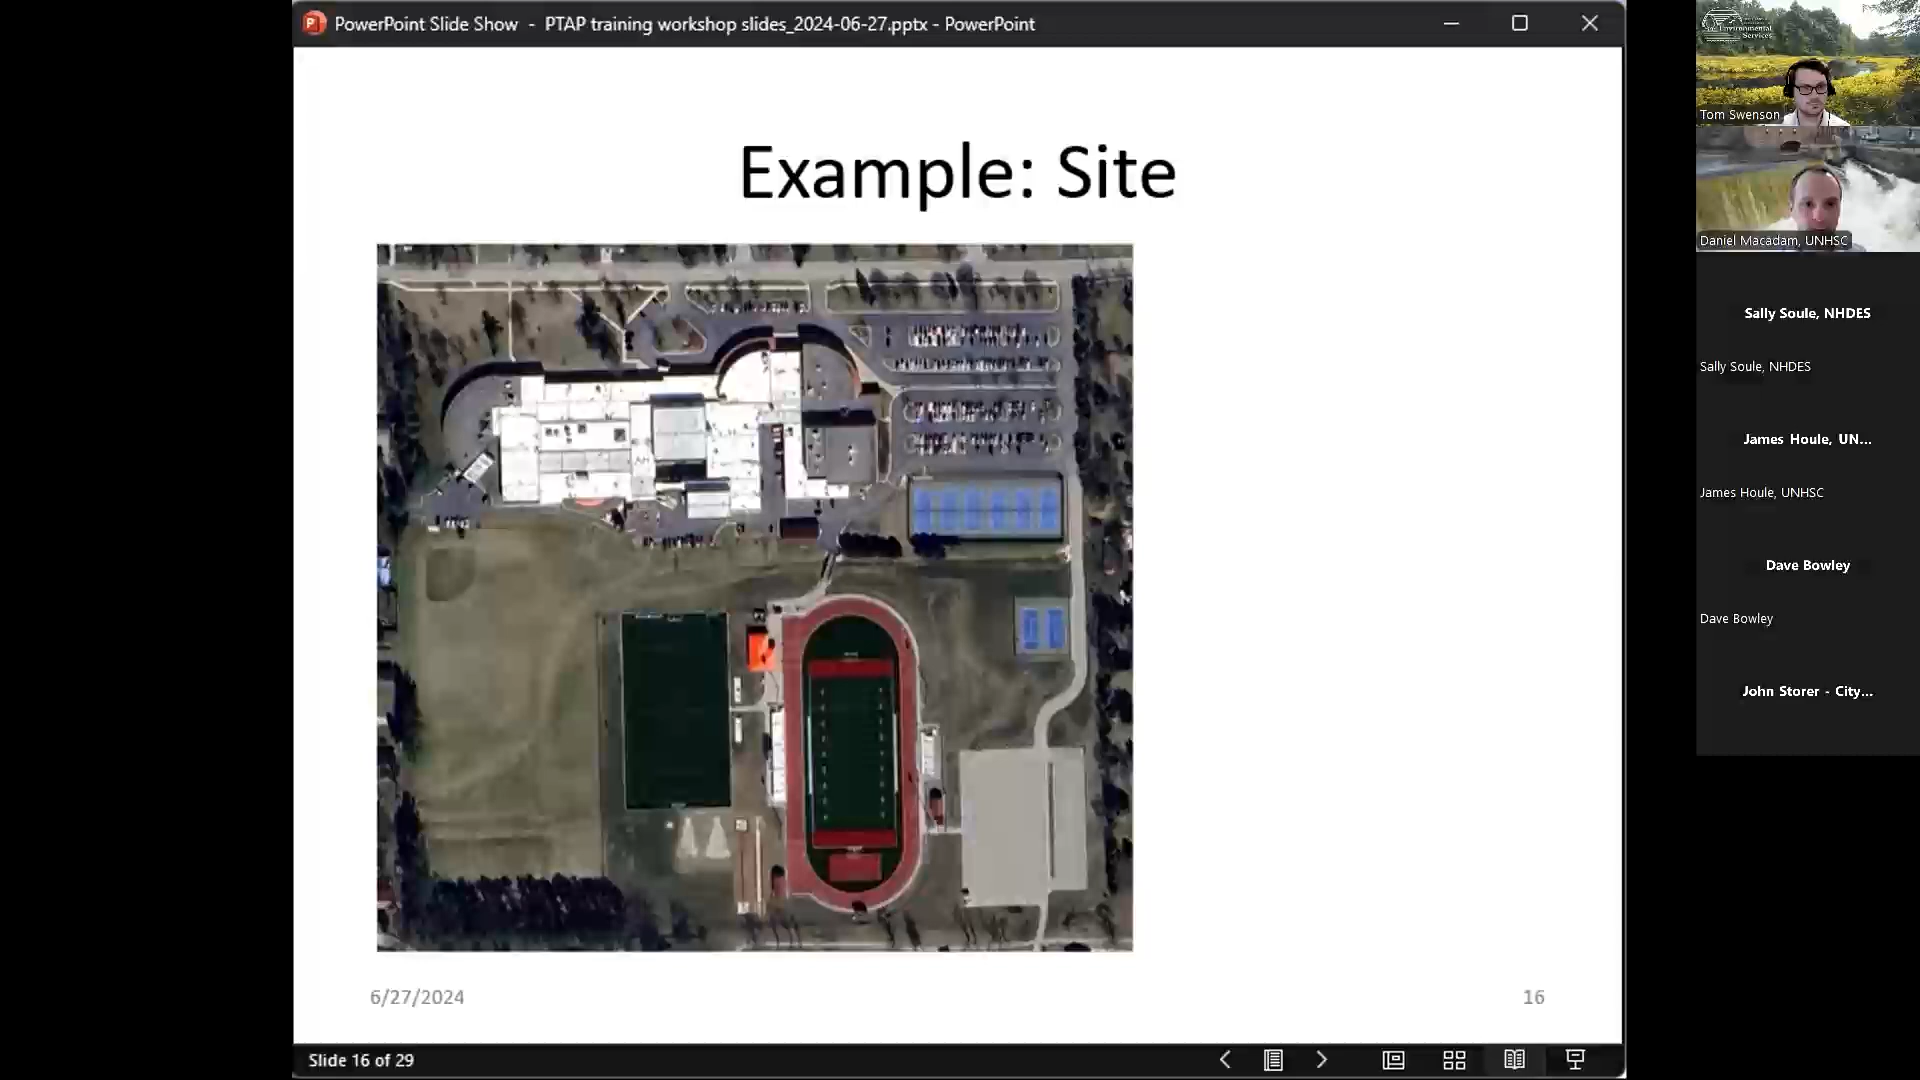 PowerPoint Slide Show - PTAP training workshop slides_2024-06-27.pptx - PowerPoint
Example: Site
6/27/2024
16
Slide 16 of 29
Environmental
Services
Tom Swenson
Daniel Macadam, UNHSC
Sally Soule, NHDES
Sally Soule, NHDES
James Houle, UN...
James Houle, UNHSC
Dave Bowley
Dave Bowley
John Storer - City...